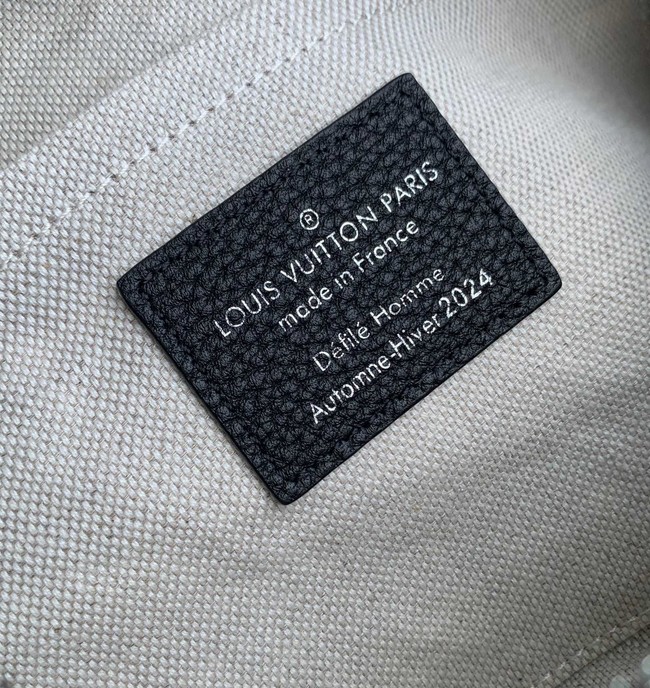 ®
LOUIS VUITTON PARIS
made in France
Défilé Homme
Automne-Hiver 2024